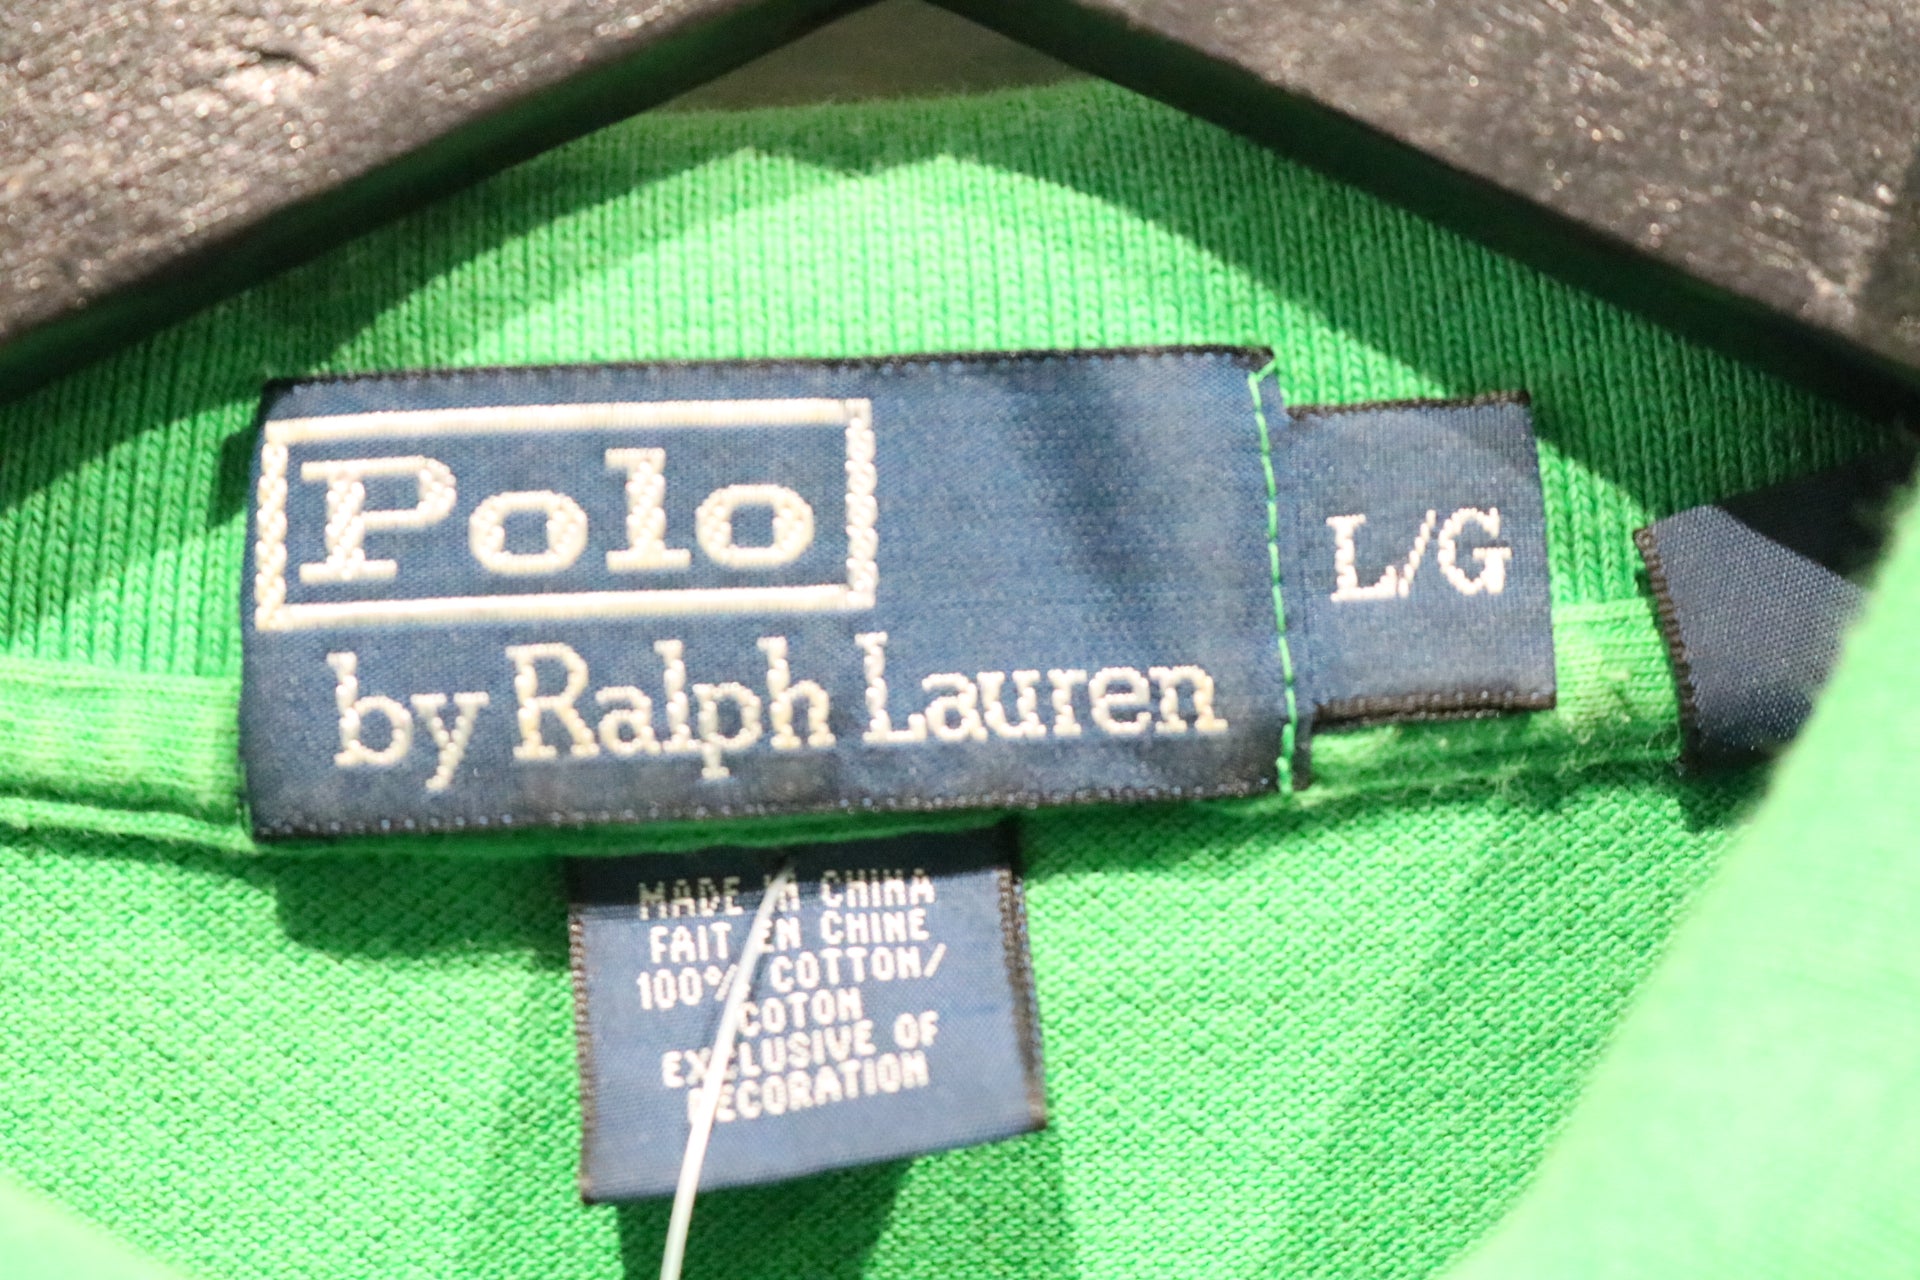 Polo
by Ralph Lauren
L/G
MADE IN CHINA
FAIT EN CHINE
100% COTTON/
COTON
EXCLUSIVE OF
DECORATION